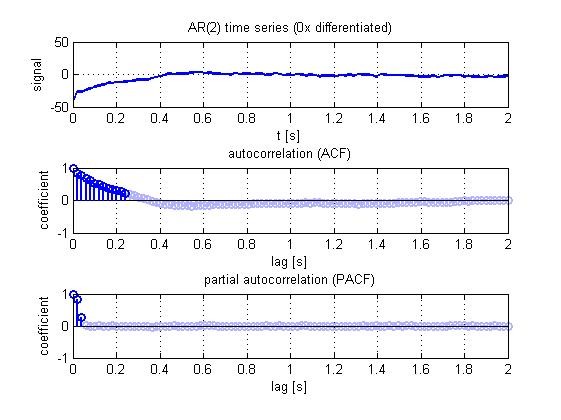 AR(2) time series (0x differentiated)
50
0
-50
signal
0 0.2 0.4 0.6 0.8 1 1.2 1.4 1.6 1.8 2
t [s]
autocorrelation (ACF)
1
0
-1
coefficient
0 0.2 0.4 0.6 0.8 1 1.2 1.4 1.6 1.8 2
lag [s]
partial autocorrelation (PACF)
1
0
-1
coefficient
0 0.2 0.4 0.6 0.8 1 1.2 1.4 1.6 1.8 2
lag [s]